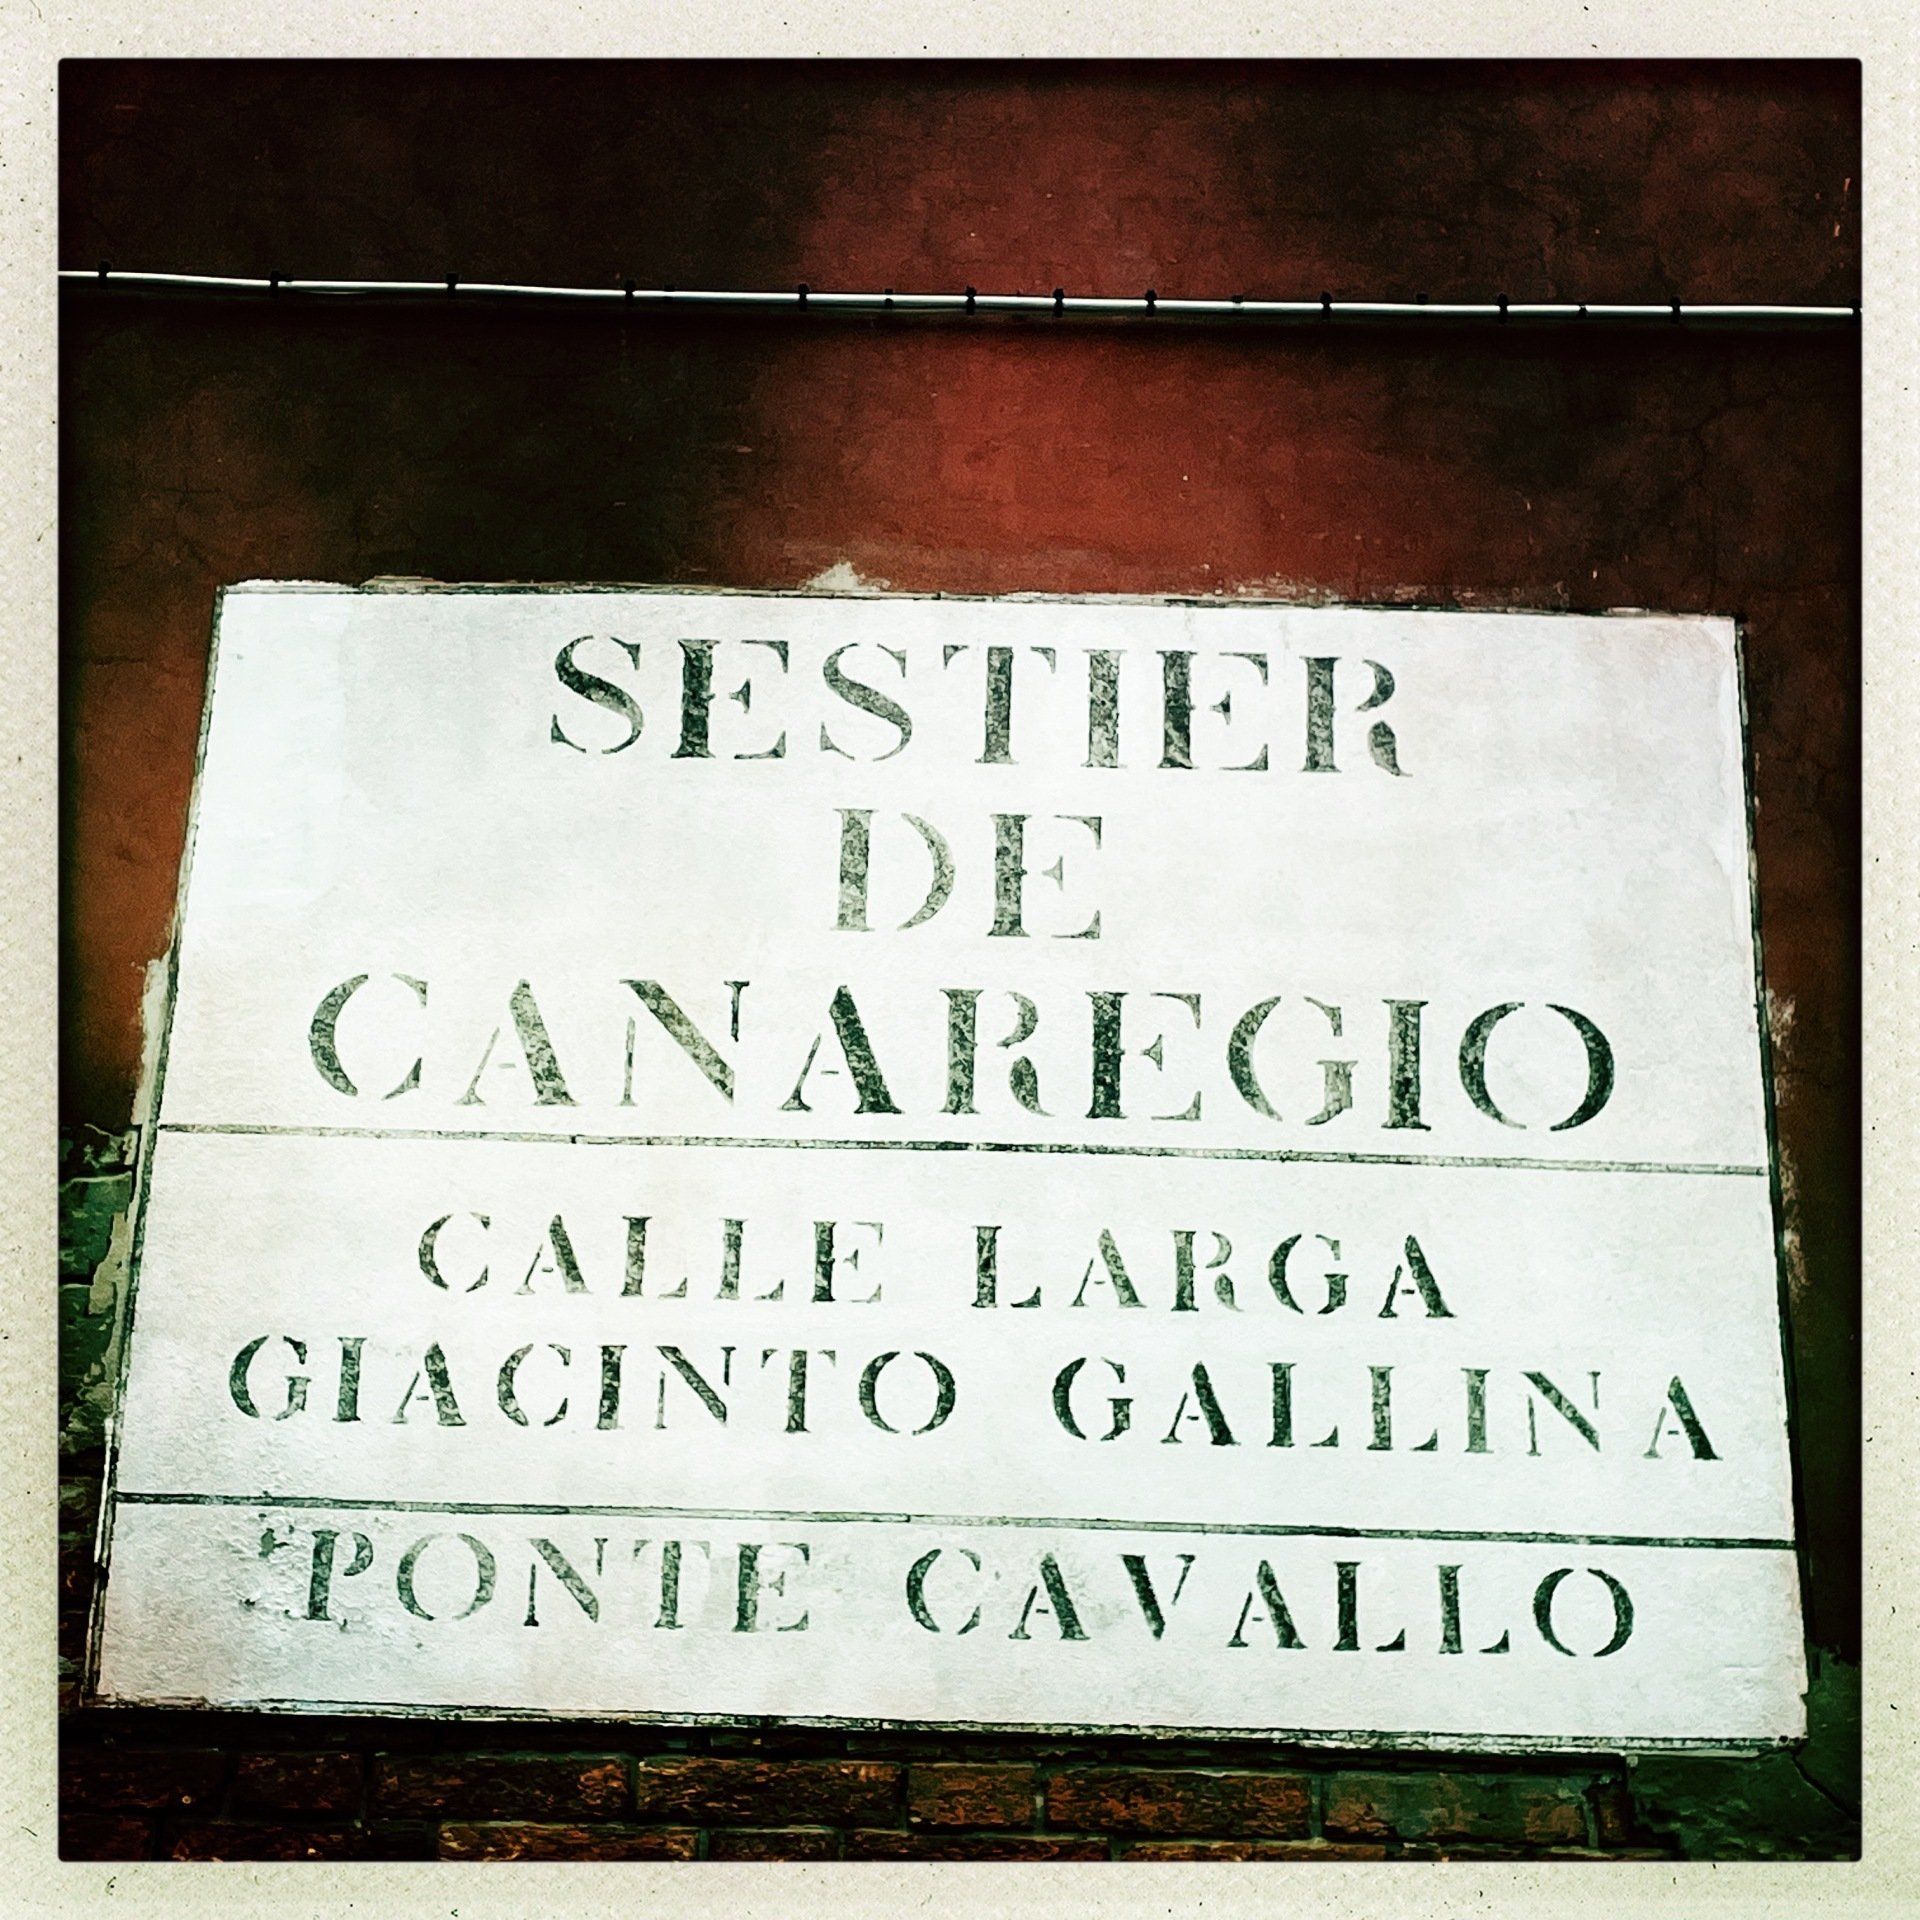 SESTIER
DE
CANAREGIO
CALLE LARGA
GIACINTO GALLINA
PONTE CAVALLO